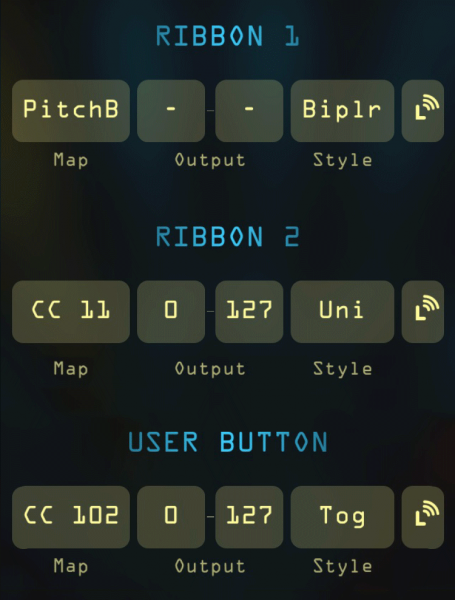 RIBBON 1
PitchB - - - Biplr L
Map Output Style
RIBBON 2
CC 11 0 - 127 Uni L
Map Output Style
USER BUTTON
CC 102 0 - 127 Tog L
Map Output Style